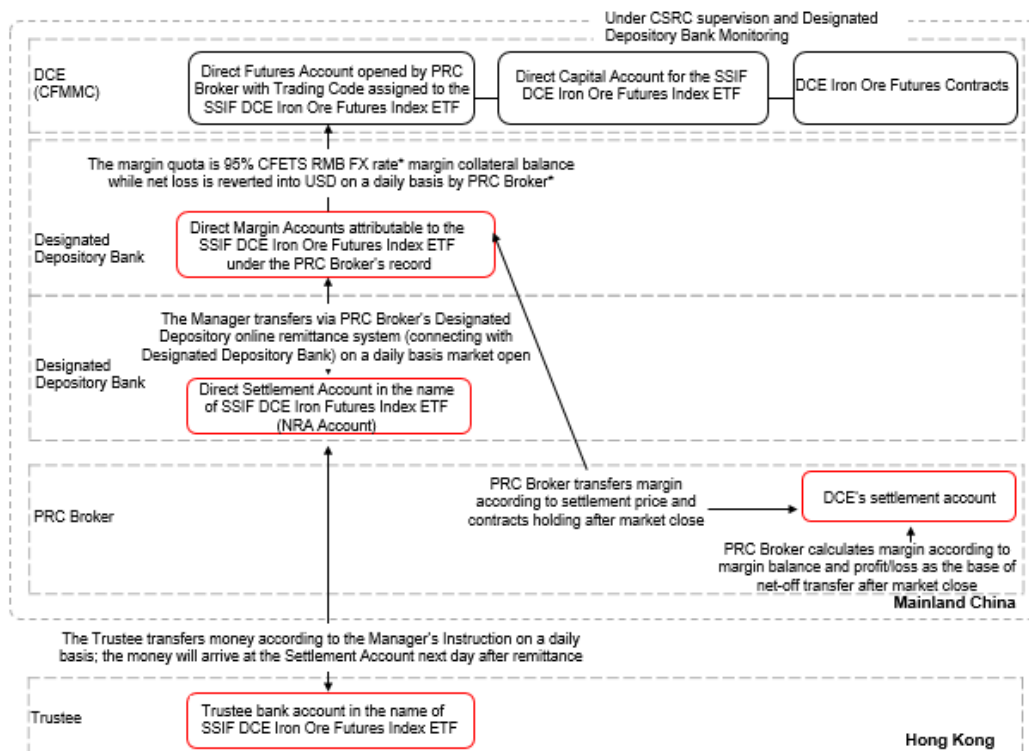 Under CSRC supervison and Designated
Depository Bank Monitoring
DCE
(CFMMC)
Direct Futures Account opened by PRC
Broker with Trading Code assigned to the
SSIF DCE Iron Ore Futures Index ETF
Direct Capital Account for the SSIF
DCE Iron Ore Futures Index ETF
DCE Iron Ore Futures Contracts
The margin quota is 95% CFETS RMB FX rate* margin collateral balance
while net loss is reverted into USD on a daily basis by PRC Broker*
Designated
Depository Bank
Direct Margin Accounts attributable to the
SSIF DCE Iron Ore Futures Index ETF
under the PRC Broker's record
The Manager transfers via PRC Broker's Designated
Depository online remittance system (connecting with
Designated Depository Bank) on a daily basis market open
Designated
Depository Bank
Direct Settlement Account in the name
of SSIF DCE Iron Futures Index ETF
(NRA Account)
PRC Broker
PRC Broker transfers margin
according to settlement price and
contracts holding after market close
DCE's settlement account
PRC Broker calculates margin according to
margin balance and profit/loss as the base of
net-off transfer after market close
Mainland China
The Trustee transfers money according to the Manager's Instruction on a daily
basis; the money will arrive at the Settlement Account next day after remittance
Trustee
Trustee bank account in the name of
SSIF DCE Iron Ore Futures Index ETF
Hong Kong